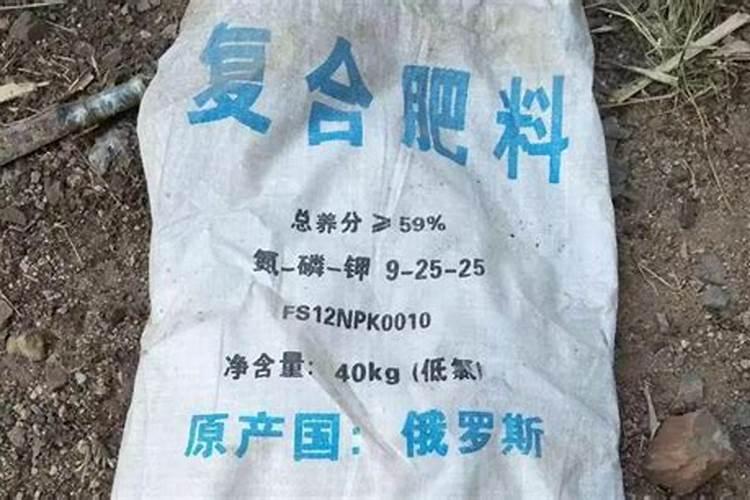 复合肥料
总养分≥59%
氮-磷-钾 9-25-25
FS12NPK0010
净含量: 40kg (低氯)
原产国: 俄罗斯